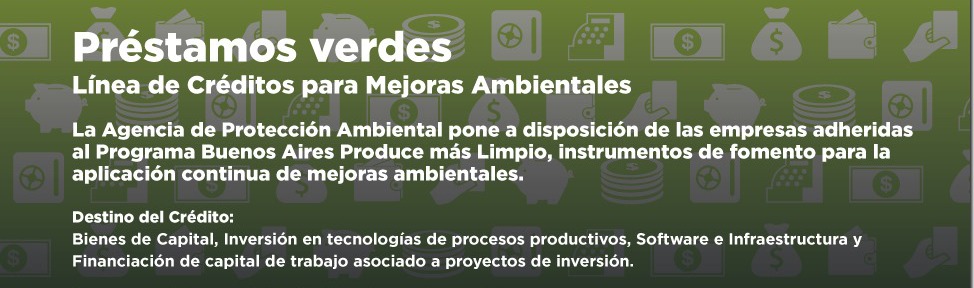 Préstamos verdes
Línea de Créditos para Mejoras Ambientales
La Agencia de Protección Ambiental pone a disposición de las empresas adheridas
al Programa Buenos Aires Produce más Limpio, instrumentos de fomento para la
aplicación continua de mejoras ambientales.
Destino del Crédito:
Bienes de Capital, Inversión en tecnologías de procesos productivos, Software e Infraestructura y
Financiación de capital de trabajo asociado a proyectos de inversión.